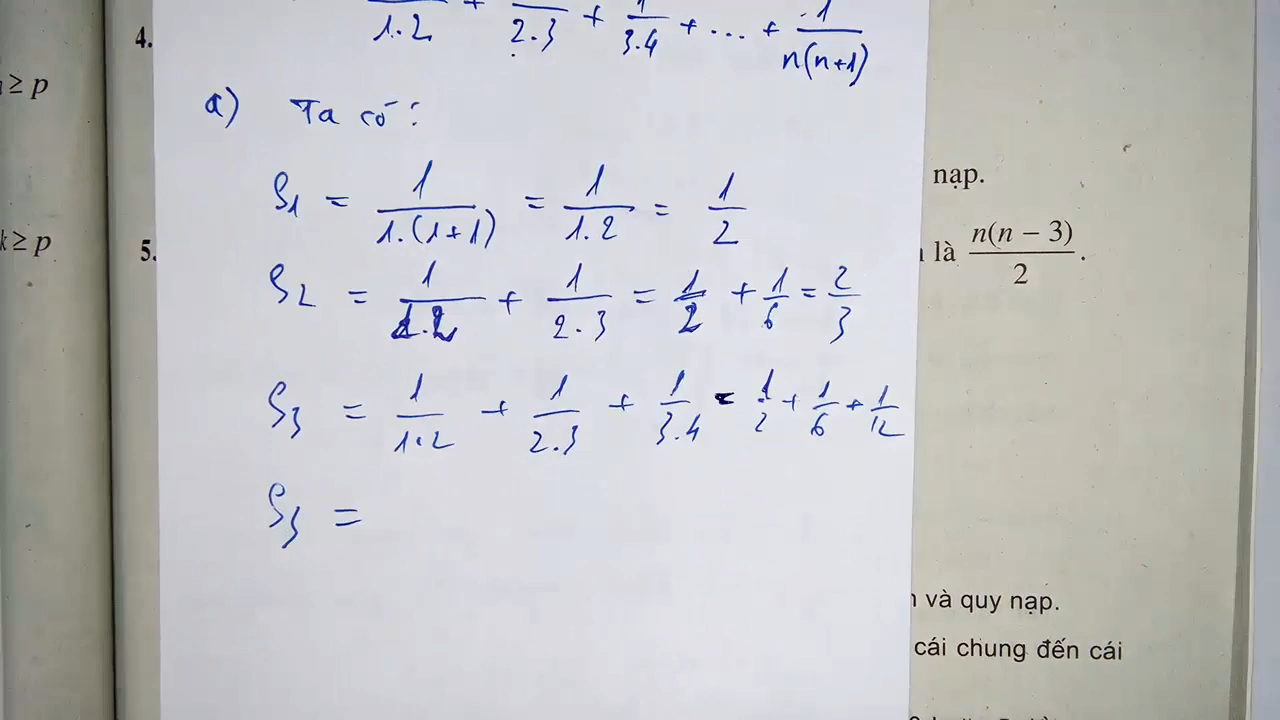 4. 1/1.2 + 1/2.3 + 1/3.4 + ... + 1/n(n+1)
≥ p
a) Ta có:
nạp.
S1 = 1/1.(1+1) = 1/1.2 = 1/2
k ≥ p
5. là n(n − 3)/2.
S2 = 1/1.2 + 1/2.3 = 1/2 + 1/6 = 2/3
S3 = 1/1.2 + 1/2.3 + 1/3.4 = 1/2 + 1/6 + 1/12
S3 =
và quy nạp.
cái chung đến cái